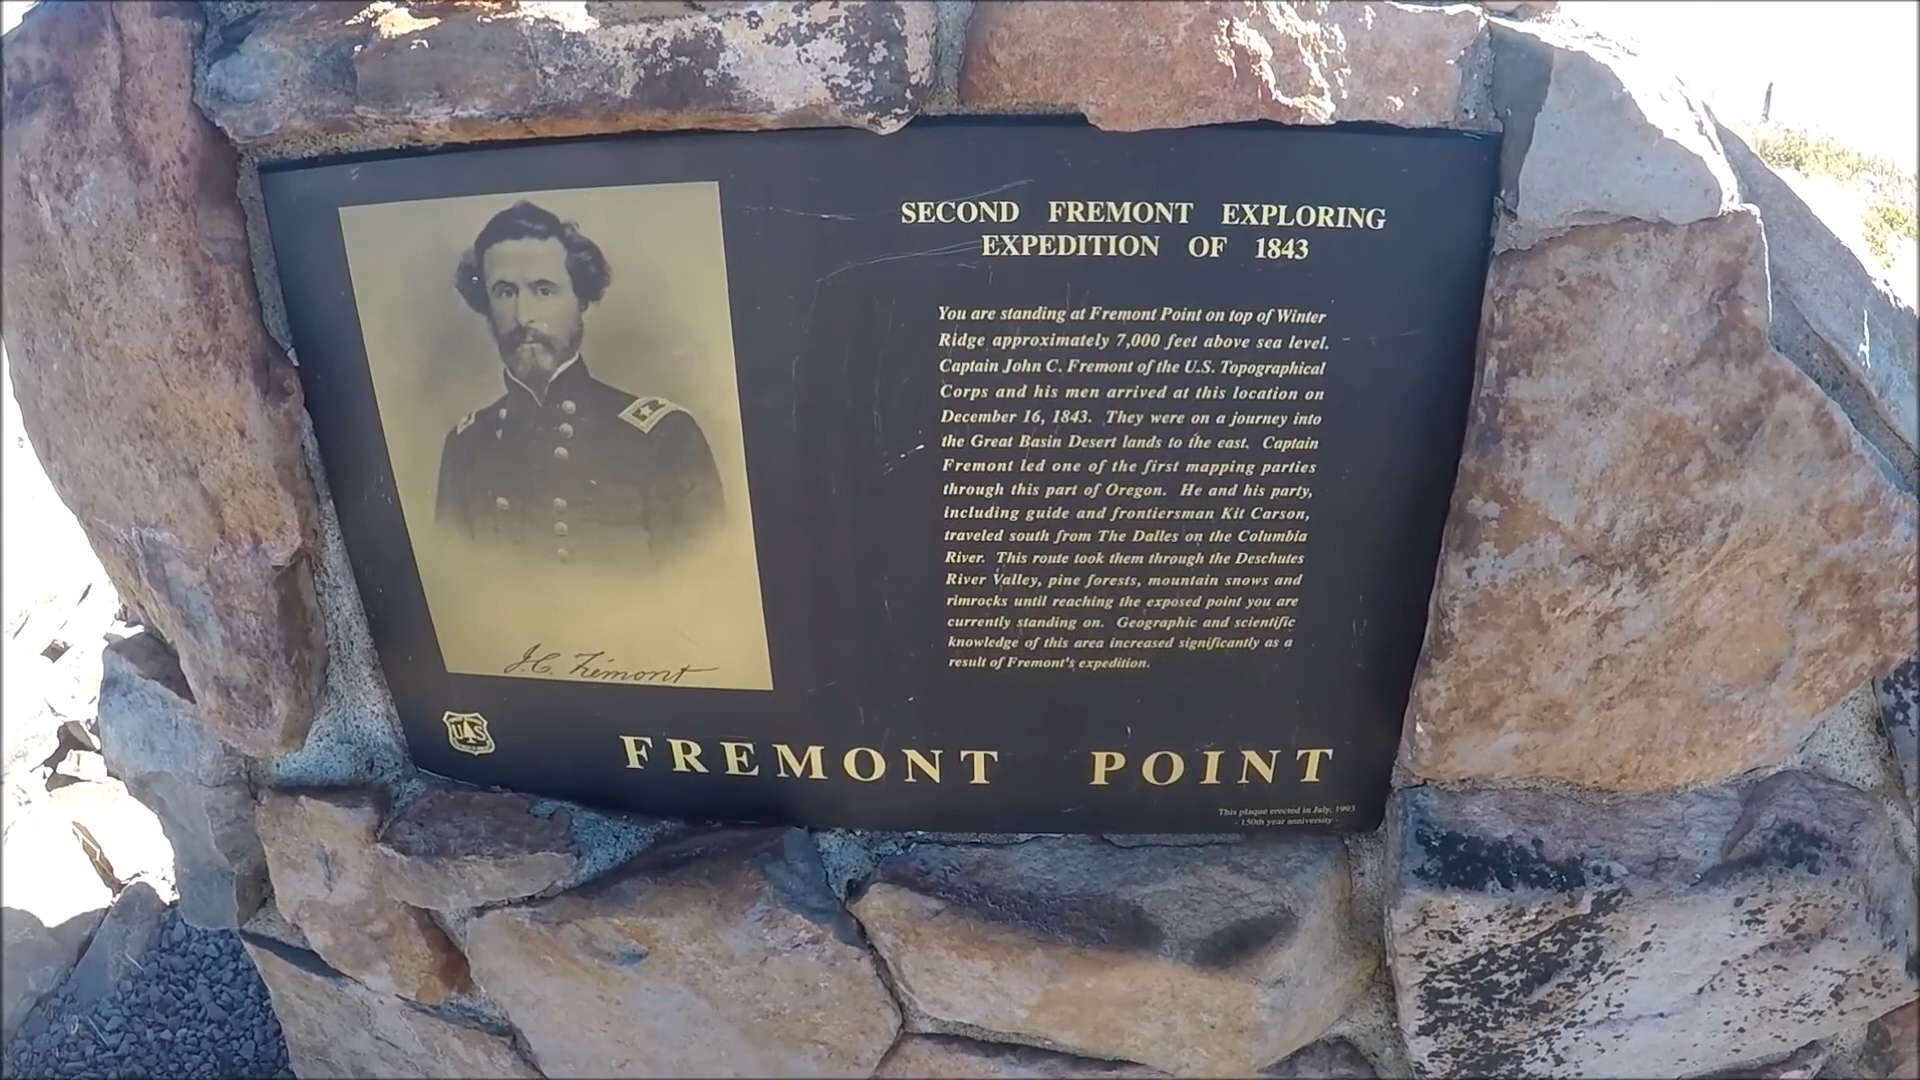 SECOND FREMONT EXPLORING
EXPEDITION OF 1843
You are standing at Fremont Point on top of Winter
Ridge approximately 7,000 feet above sea level.
Captain John C. Fremont of the U.S. Topographical
Corps and his men arrived at this location on
December 16, 1843. They were on a journey into
the Great Basin Desert lands to the east. Captain
Fremont led one of the first mapping parties
through this part of Oregon. He and his party,
including guide and frontiersman Kit Carson,
traveled south from The Dalles on the Columbia
River. This route took them through the Deschutes
River Valley, pine forests, mountain snows and
rimrocks until reaching the exposed point you are
currently standing on. Geographic and scientific
knowledge of this area increased significantly as a
result of Fremont's expedition.
J.C. Frémont
UAS
FREMONT POINT
This plaque erected in July, 1993
- 150th year anniversary -